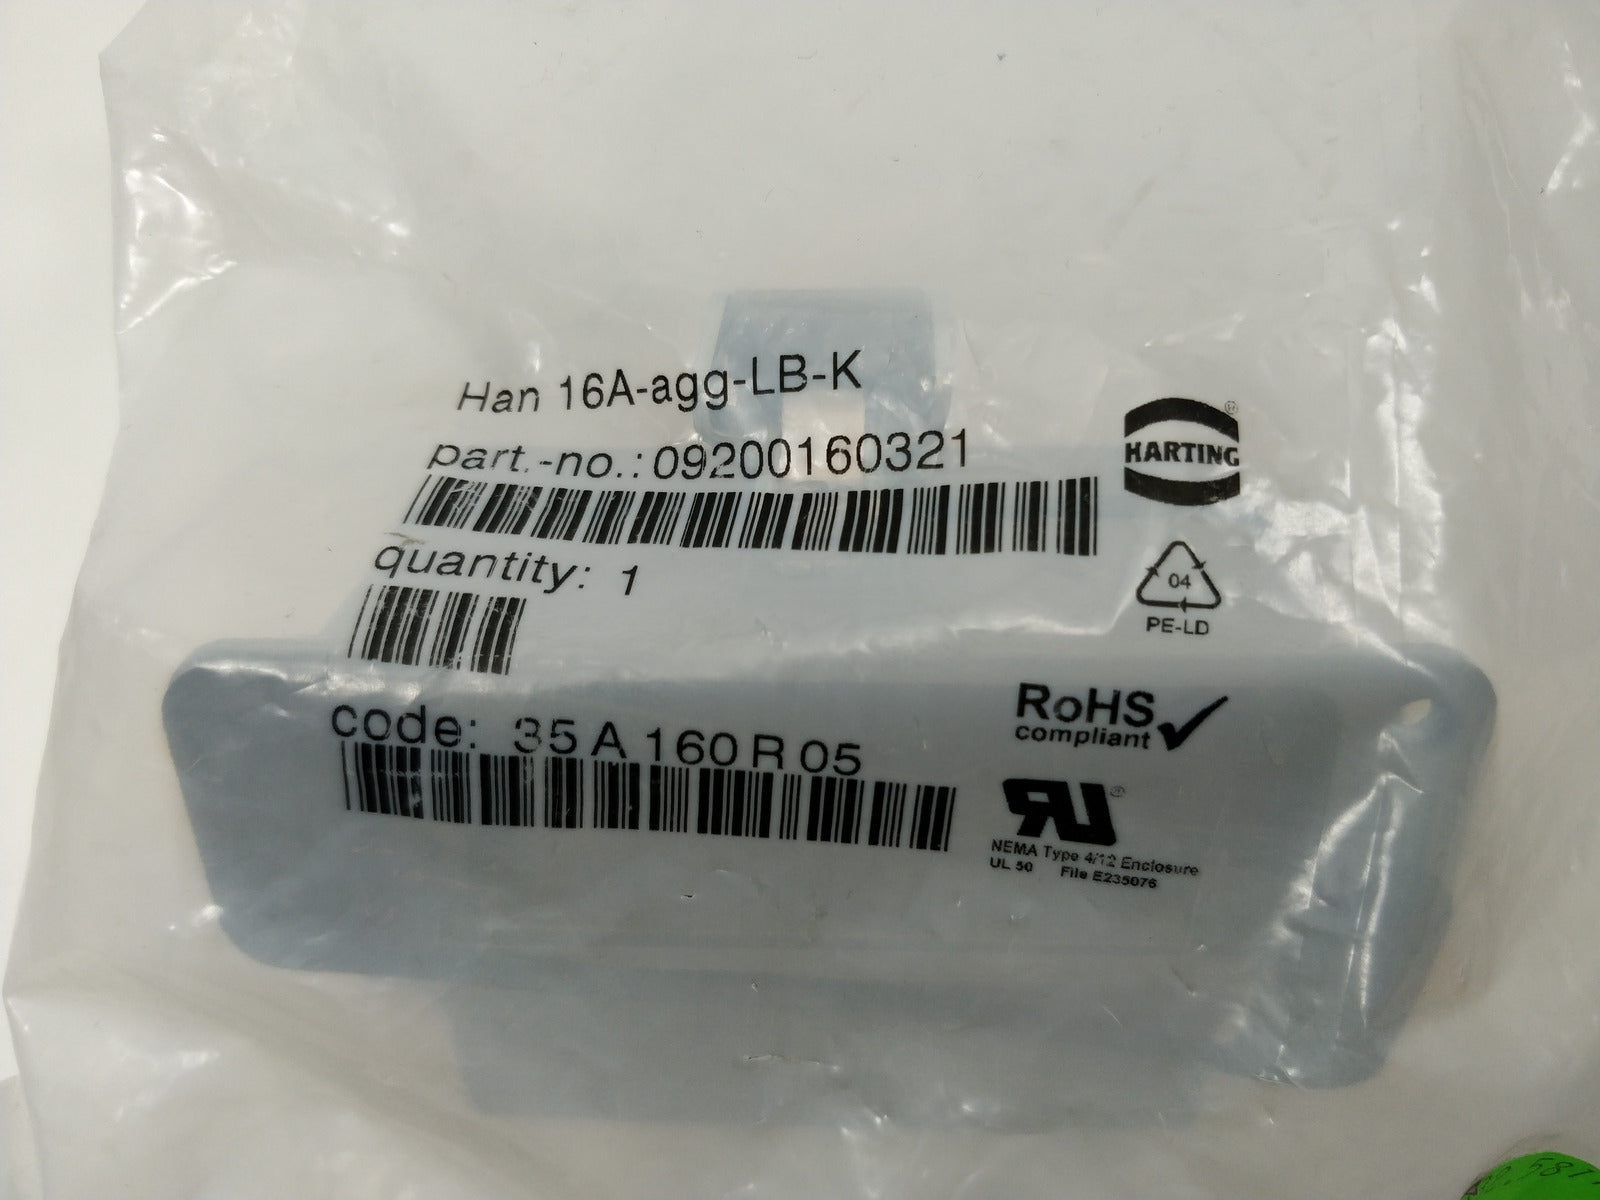 Han 16A-agg-LB-K
part.-no.: 09200160321
HARTING
quantity: 1
04
PE-LD
code: 35 A 160 R 05
RoHS
compliant
RU
NEMA Type 4/12 Enclosure
UL 50 File E235076